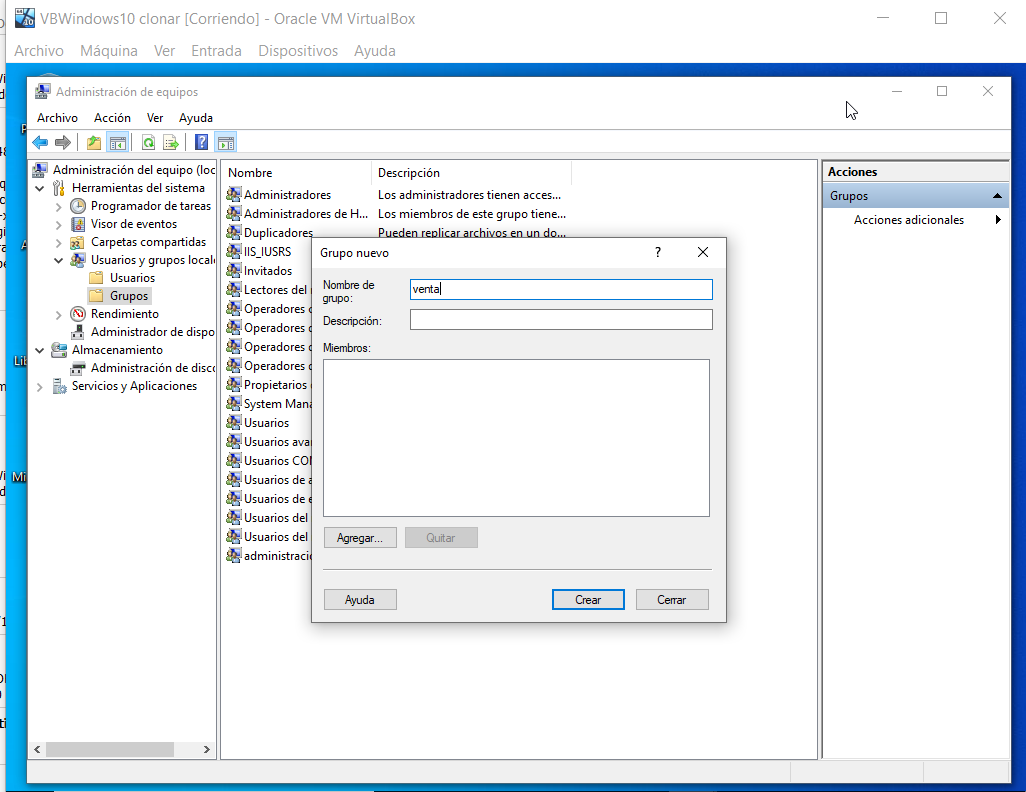 VBWindows10 clonar [Corriendo] - Oracle VM VirtualBox
Archivo Máquina Ver Entrada Dispositivos Ayuda
Administración de equipos
Archivo Acción Ver Ayuda
Administración del equipo (loc
Herramientas del sistema
Programador de tareas
Visor de eventos
Carpetas compartidas
Usuarios y grupos locale
Usuarios
Grupos
Rendimiento
Administrador de dispo
Almacenamiento
Administración de disco
Servicios y Aplicaciones
Nombre Descripción
Administradores Los administradores tienen acces...
Administradores de H... Los miembros de este grupo tiene...
Duplicadores Pueden replicar archivos en un do...
IIS_IUSRS
Invitados
Lectores del
Operadores
Operadores
Operadores
Operadores
Propietarios
System Mana
Usuarios
Usuarios ava
Usuarios COM
Usuarios de a
Usuarios de e
Usuarios del
Usuarios del
administraci
Grupo nuevo
?
Nombre de
grupo:
venta
Descripción:
Miembros:
Agregar... Quitar
Ayuda Crear Cerrar
Acciones
Grupos
Acciones adicionales